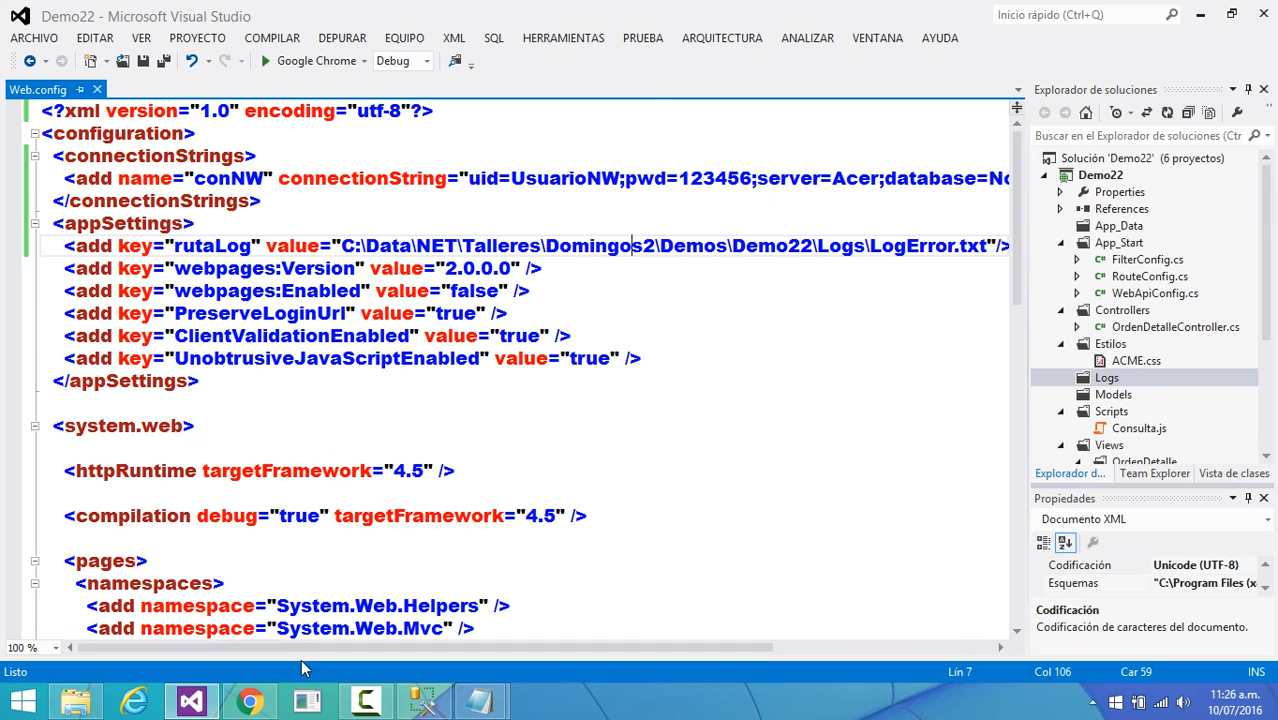 Demo22 - Microsoft Visual Studio
Inicio rápido (Ctrl+Q)
ARCHIVO EDITAR VER PROYECTO COMPILAR DEPURAR EQUIPO XML SQL HERRAMIENTAS PRUEBA ARQUITECTURA ANALIZAR VENTANA AYUDA
Google Chrome Debug
Web.config
<?xml version="1.0" encoding="utf-8"?>
<configuration>
<connectionStrings>
<add name="conNW" connectionString="uid=UsuarioNW;pwd=123456;server=Acer;database=No
</connectionStrings>
<appSettings>
<add key="rutaLog" value="C:\Data\NET\Talleres\Domingos2\Demos\Demo22\Logs\LogError.txt"/>
<add key="webpages:Version" value="2.0.0.0" />
<add key="webpages:Enabled" value="false" />
<add key="PreserveLoginUrl" value="true" />
<add key="ClientValidationEnabled" value="true" />
<add key="UnobtrusiveJavaScriptEnabled" value="true" />
</appSettings>
<system.web>
<httpRuntime targetFramework="4.5" />
<compilation debug="true" targetFramework="4.5" />
<pages>
<namespaces>
<add namespace="System.Web.Helpers" />
<add namespace="System.Web.Mvc" />
100 %
Explorador de soluciones
Buscar en el Explorador de soluciones (Ctr
Solución 'Demo22' (6 proyectos)
Demo22
Properties
References
App_Data
App_Start
FilterConfig.cs
RouteConfig.cs
WebApiConfig.cs
Controllers
OrdenDetalleController.cs
Estilos
ACME.css
Logs
Models
Scripts
Consulta.js
Views
OrdenDetalle
Explorador d... Team Explorer Vista de clases
Propiedades
Documento XML
Codificación Unicode (UTF-8)
Esquemas "C:\Program Files (x
Codificación
Codificación de caracteres del documento.
Listo Lín 7 Col 106 Car 59 INS
11:26 a.m.
10/07/2016